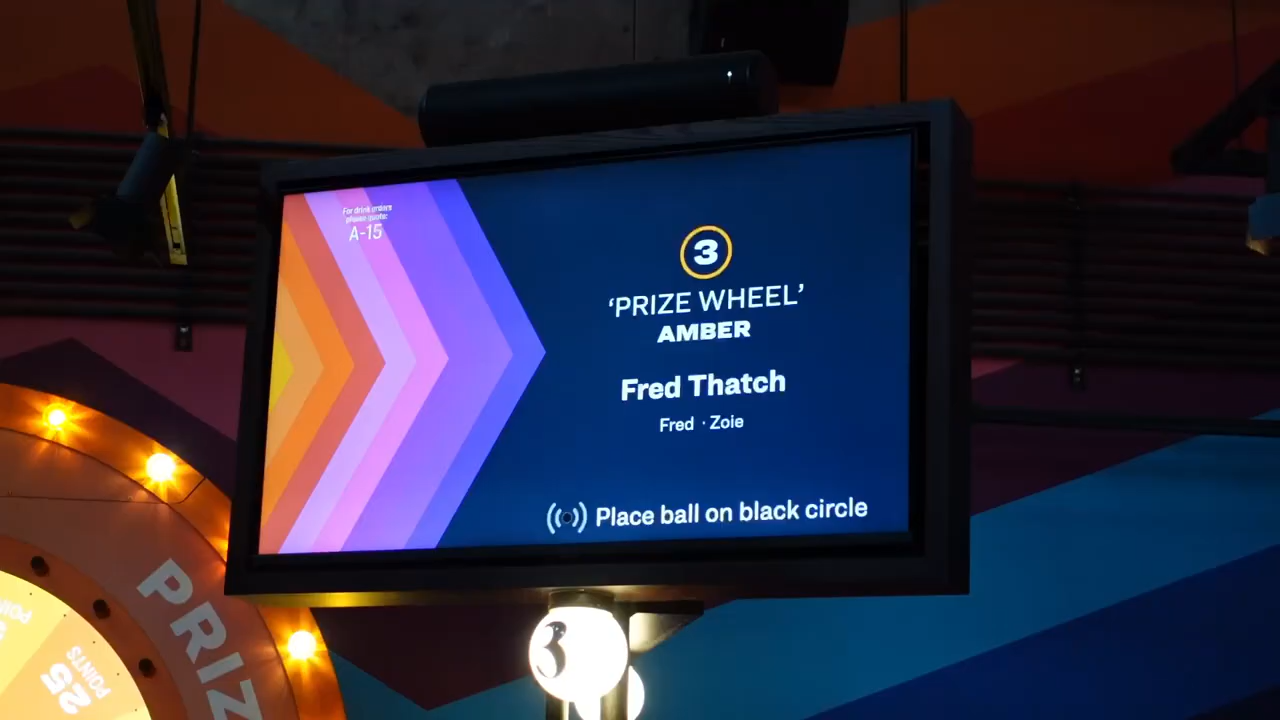 For drink orders
please quote:
A-15
3
‘PRIZE WHEEL’
AMBER
Fred Thatch
Fred · Zoie
Place ball on black circle
3
PRIZ
25
POINTS
POIN